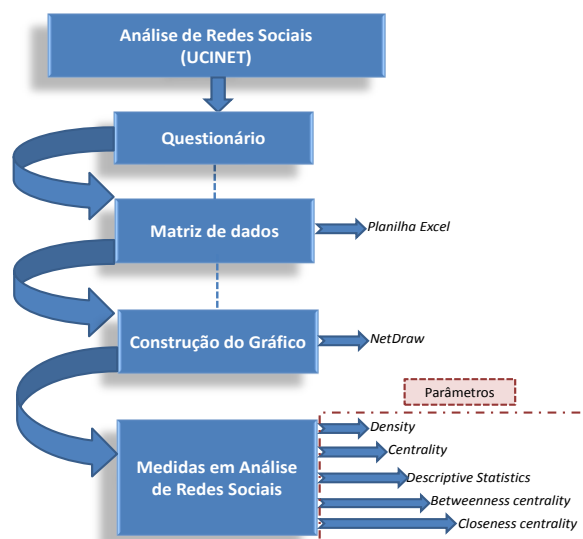 Análise de Redes Sociais
(UCINET)
Questionário
Matriz de dados
Planilha Excel
Construção do Gráfico
NetDraw
Parâmetros
Density
Centrality
Medidas em Análise
de Redes Sociais
Descriptive Statistics
Betweenness centrality
Closeness centrality